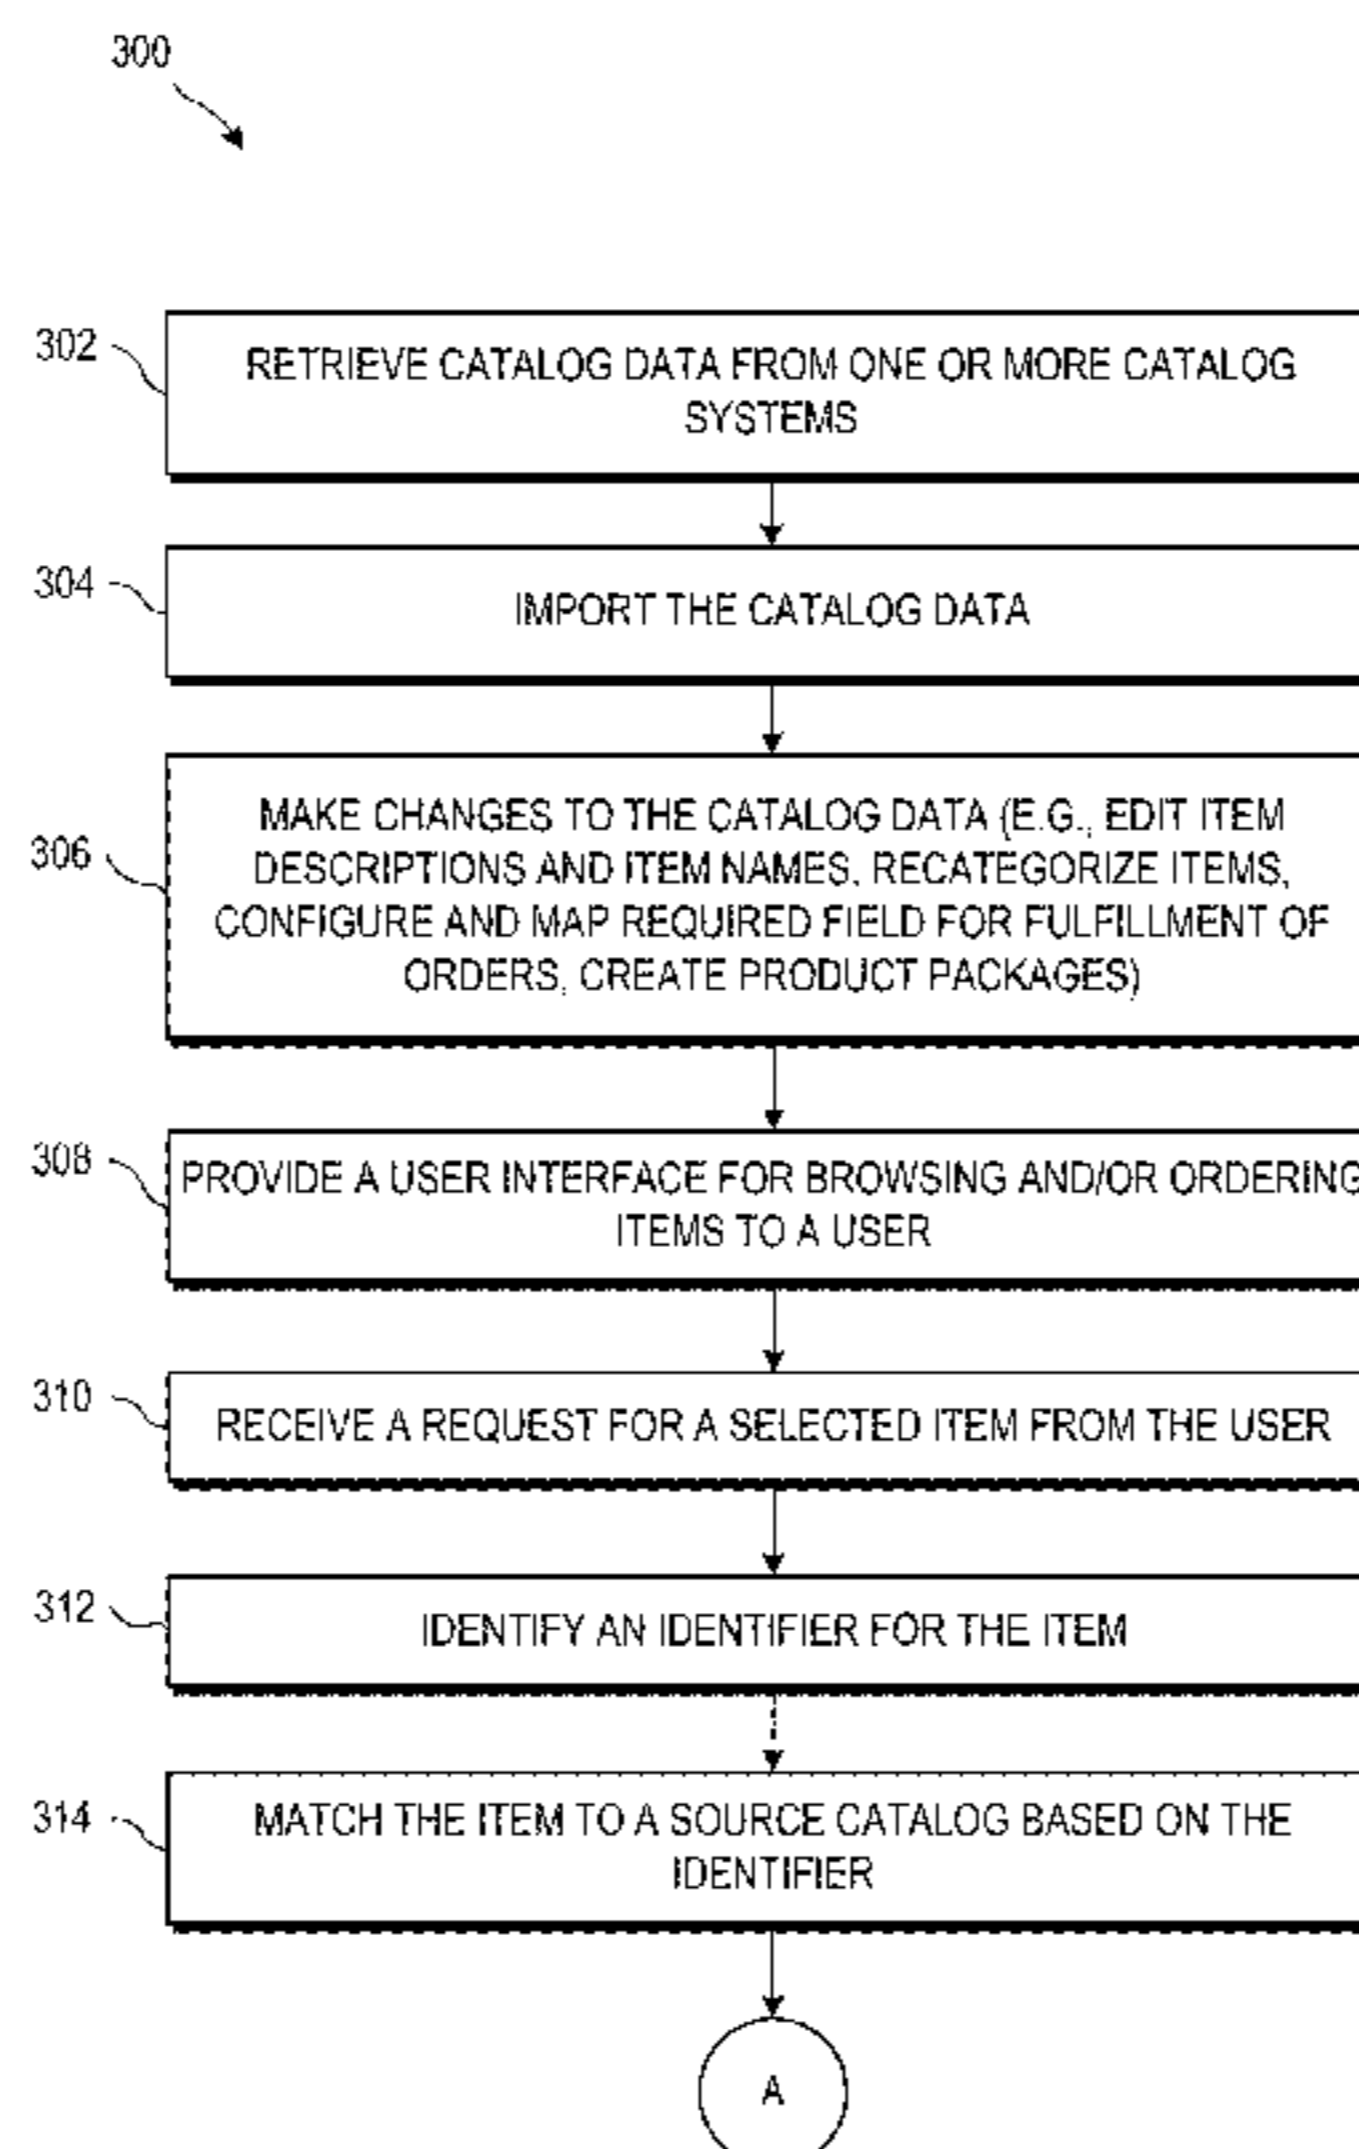 300
302
RETRIEVE CATALOG DATA FROM ONE OR MORE CATALOG
SYSTEMS
304
IMPORT THE CATALOG DATA
306
MAKE CHANGES TO THE CATALOG DATA (E.G., EDIT ITEM
DESCRIPTIONS AND ITEM NAMES, RECATEGORIZE ITEMS,
CONFIGURE AND MAP REQUIRED FIELD FOR FULFILLMENT OF
ORDERS, CREATE PRODUCT PACKAGES)
308
PROVIDE A USER INTERFACE FOR BROWSING AND/OR ORDERING
ITEMS TO A USER
310
RECEIVE A REQUEST FOR A SELECTED ITEM FROM THE USER
312
IDENTIFY AN IDENTIFIER FOR THE ITEM
314
MATCH THE ITEM TO A SOURCE CATALOG BASED ON THE
IDENTIFIER
A